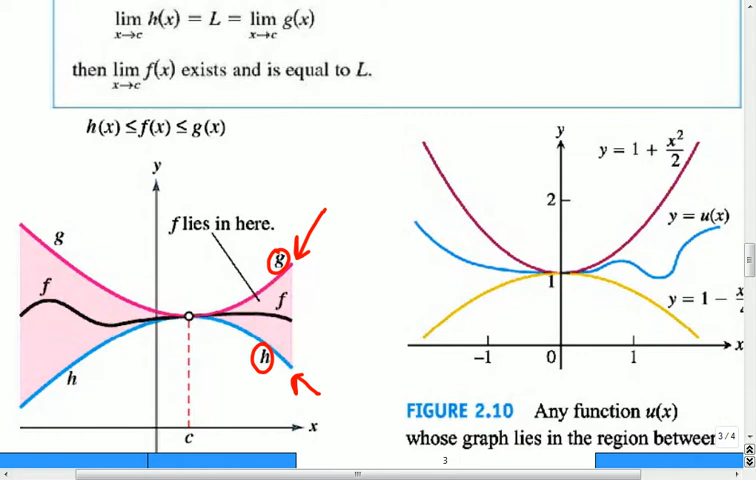 lim h(x) = L = lim g(x)
x→c x→c
then lim f(x) exists and is equal to L.
x→c
h(x) ≤ f(x) ≤ g(x)
y
f lies in here.
g
g
f
f
h
h
x
c
y
y = 1 + x²/2
2
y = u(x)
1
y = 1 −
x
−1
0
1
FIGURE 2.10 Any function u(x)
whose graph lies in the region between
3 / 4
3